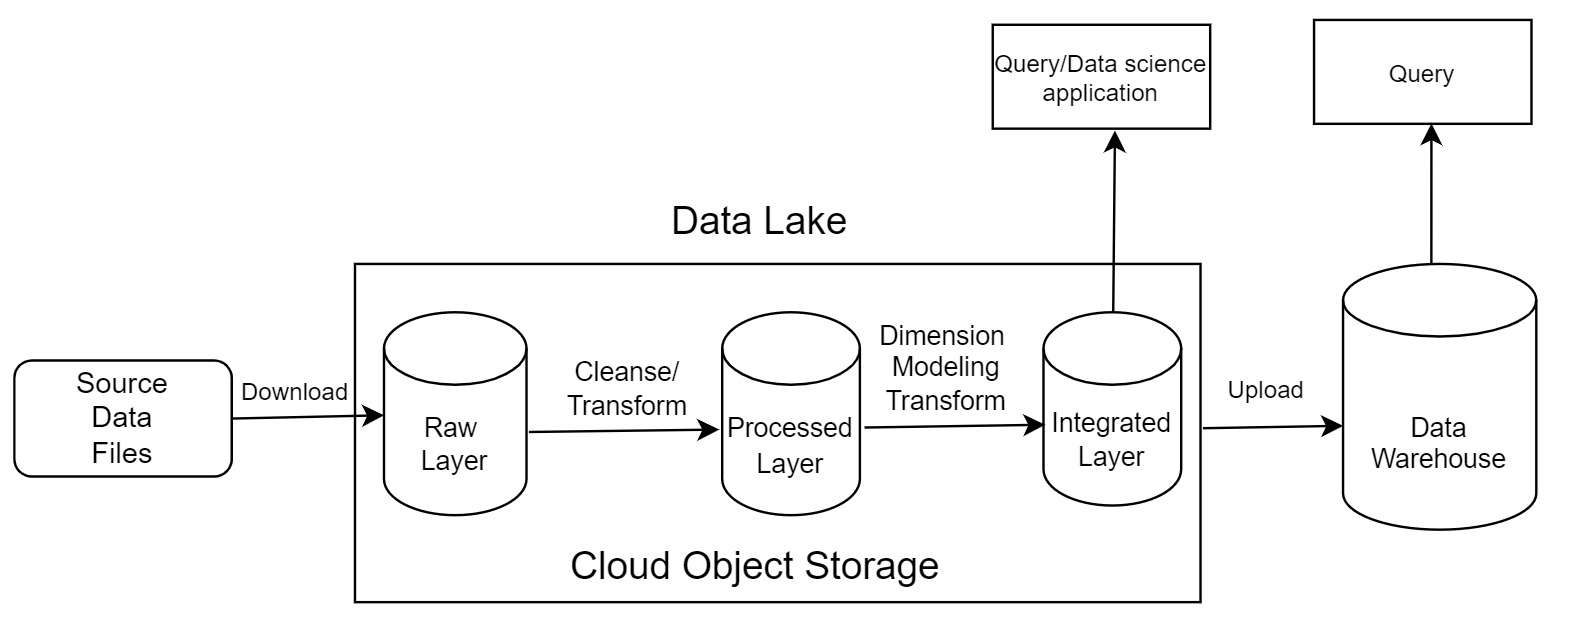 Query/Data science
application
Query
Data Lake
Source
Data
Files
Download
Raw
Layer
Cleanse/
Transform
Processed
Layer
Dimension
Modeling
Transform
Integrated
Layer
Upload
Data
Warehouse
Cloud Object Storage